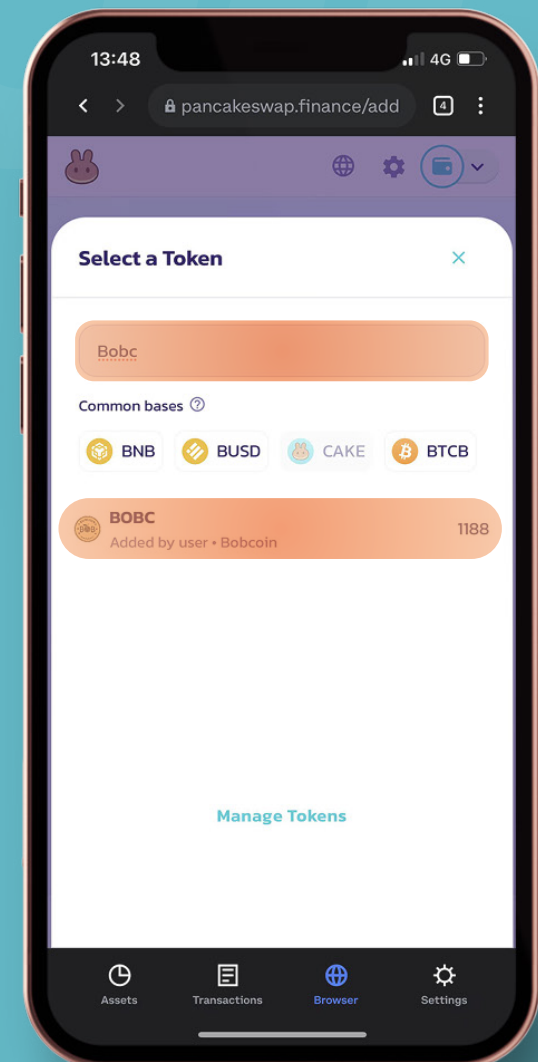 13:48 4G
pancakeswap.finance/add 4
Select a Token
Bobc
Common bases ?
BNB BUSD CAKE BTCB
BOBC 1188
Added by user • Bobcoin
Manage Tokens
Assets Transactions Browser Settings